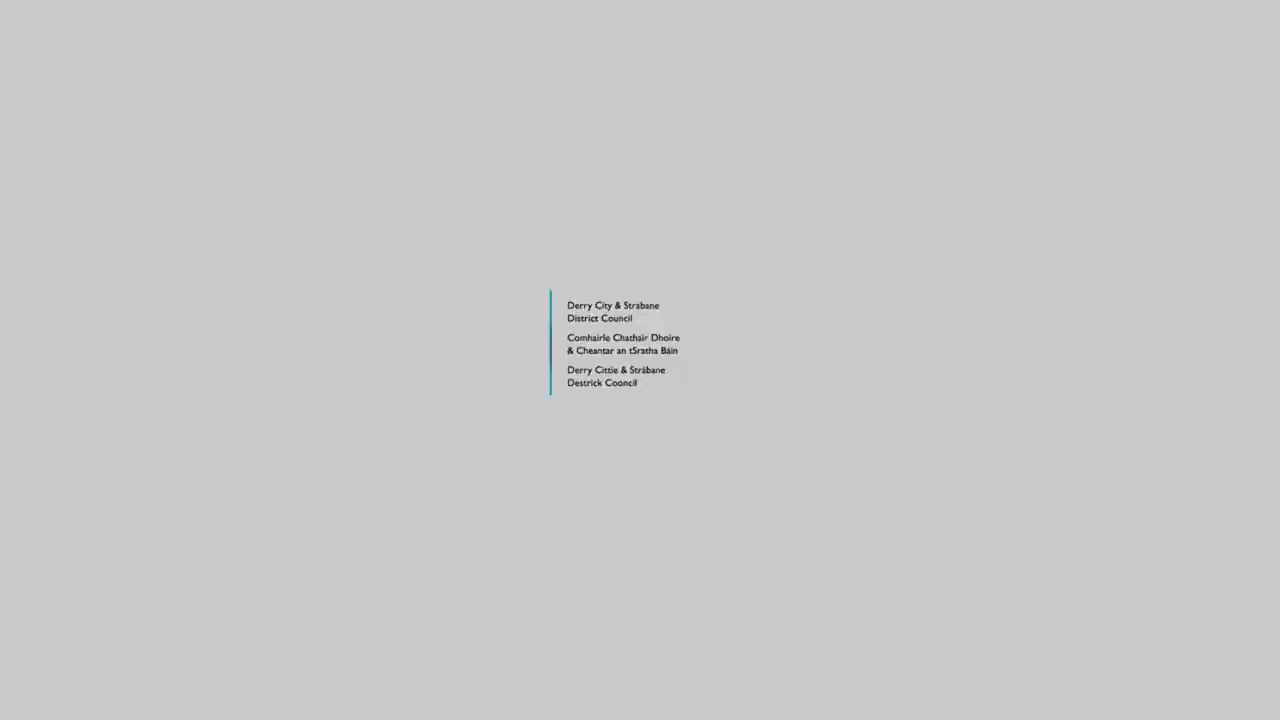 Derry City & Strabane
District Council
Comhairle Chathair Dhoire
& Cheantar an tSratha Báin
Derry Cittie & Stràbane
Destrick Cooncil